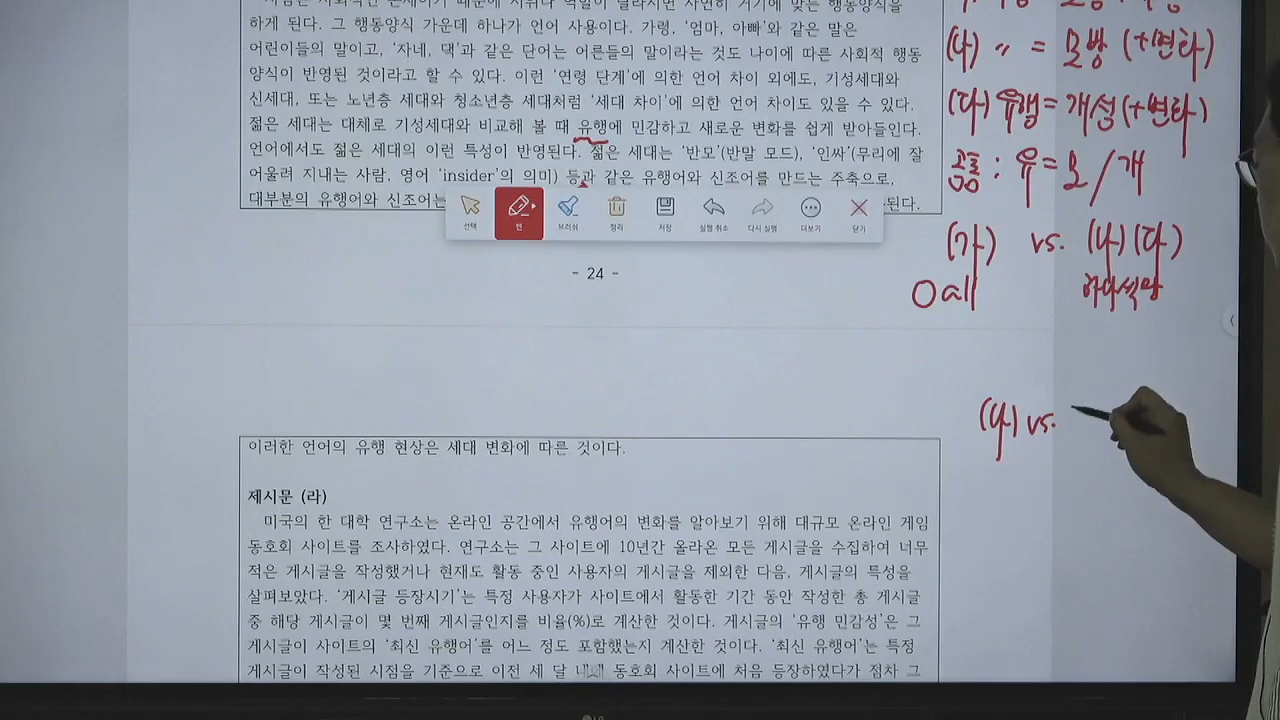 하게 된다. 그 행동양식 가운데 하나가 언어 사용이다. 가령, '엄마, 아빠'와 같은 말은
어린이들의 말이고, '자네, 댁'과 같은 단어는 어른들의 말이라는 것도 나이에 따른 사회적 행동
양식이 반영된 것이라고 할 수 있다. 이런 '연령 단계'에 의한 언어 차이 외에도, 기성세대와
신세대, 또는 노년층 세대와 청소년층 세대처럼 '세대 차이'에 의한 언어 차이도 있을 수 있다.
젊은 세대는 대체로 기성세대와 비교해 볼 때 유행에 민감하고 새로운 변화를 쉽게 받아들인다.
언어에서도 젊은 세대의 이런 특성이 반영된다. 젊은 세대는 '반모'(반말 모드), '인싸'(무리에 잘
어울려 지내는 사람, 영어 'insider'의 의미) 등과 같은 유행어와 신조어를 만드는 주축으로,
대부분의 유행어와 신조어는 된다.
선택 펜 브러쉬 정리 저장 실행 취소 다시 실행 더보기 닫기
- 24 -
이러한 언어의 유행 현상은 세대 변화에 따른 것이다.
제시문 (라)
미국의 한 대학 연구소는 온라인 공간에서 유행어의 변화를 알아보기 위해 대규모 온라인 게임
동호회 사이트를 조사하였다. 연구소는 그 사이트에 10년간 올라온 모든 게시글을 수집하여 너무
적은 게시글을 작성했거나 현재도 활동 중인 사용자의 게시글을 제외한 다음, 게시글의 특성을
살펴보았다. '게시글 등장시기'는 특정 사용자가 사이트에서 활동한 기간 동안 작성한 총 게시글
중 해당 게시글이 몇 번째 게시글인지를 비율(%)로 계산한 것이다. 게시글의 '유행 민감성'은 그
게시글이 사이트의 '최신 유행어'를 어느 정도 포함했는지 계산한 것이다. '최신 유행어'는 특정
게시글이 작성된 시점을 기준으로 이전 세 달 동호회 사이트에 처음 등장하였다가 점차 그
(나) 〃 = 모방 (+변화)
(다) 유행 = 개성 (+변화)
공통 : 유 = 모 / 개
(가) vs. (나) (다)
O all
(나) vs.
LG